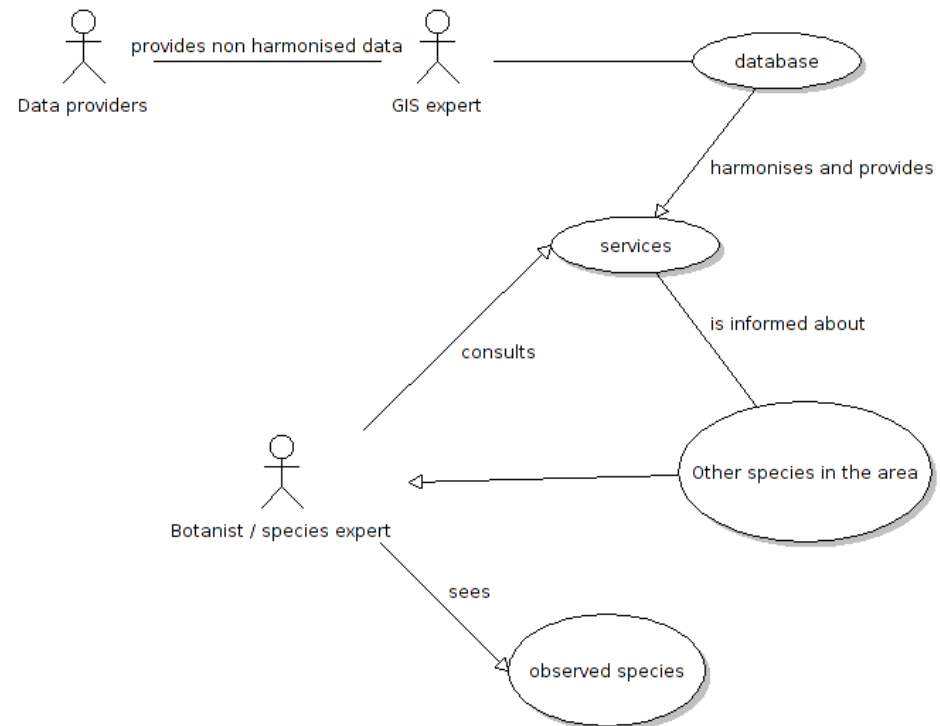 provides non harmonised data
Data providers
GIS expert
database
harmonises and provides
services
is informed about
consults
Other species in the area
Botanist / species expert
sees
observed species